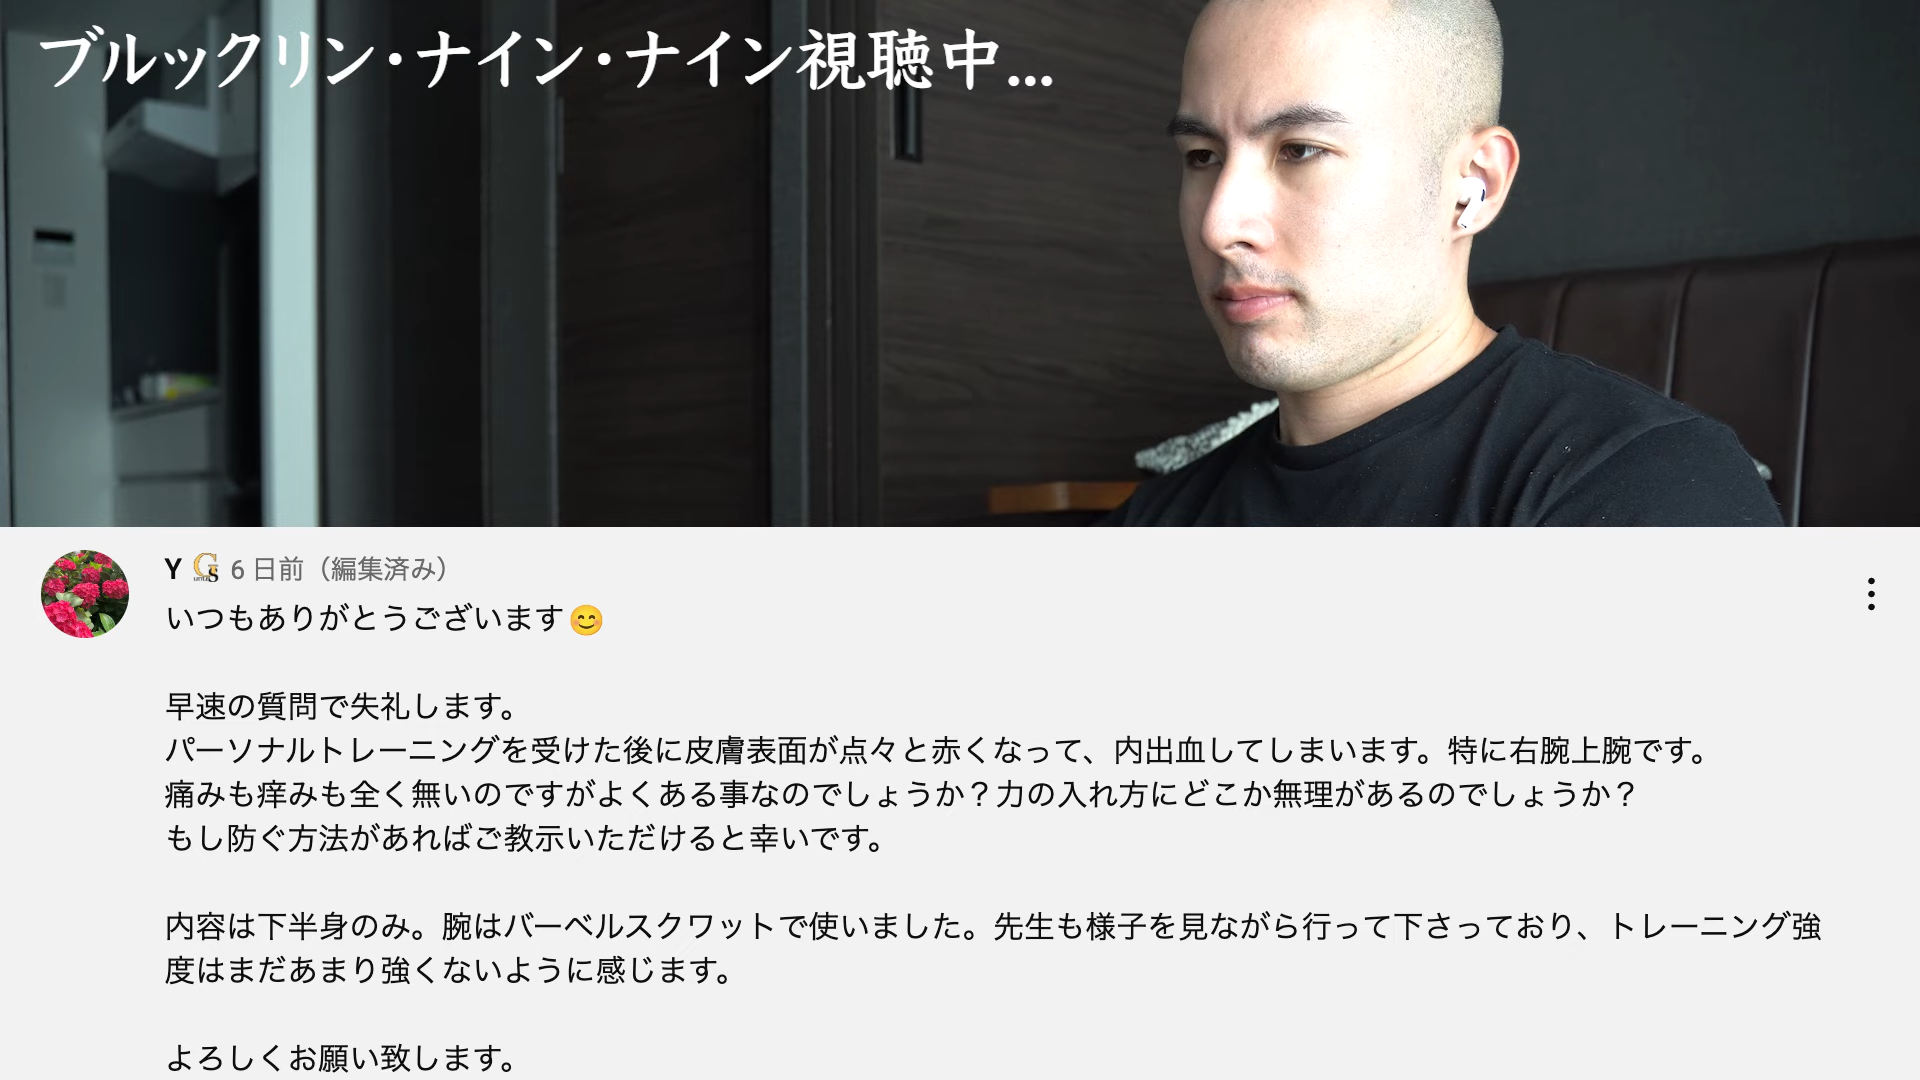 ブルックリン・ナイン・ナイン視聴中...
Y Gs 6 日前（編集済み）
いつもありがとうございます😊
早速の質問で失礼します。
パーソナルトレーニングを受けた後に皮膚表面が点々と赤くなって、内出血してしまいます。特に右腕上腕です。
痛みも痒みも全く無いのですがよくある事なのでしょうか？力の入れ方にどこか無理があるのでしょうか？
もし防ぐ方法があればご教示いただけると幸いです。
内容は下半身のみ。腕はバーベルスクワットで使いました。先生も様子を見ながら行って下さっており、トレーニング強
度はまだあまり強くないように感じます。
よろしくお願い致します。